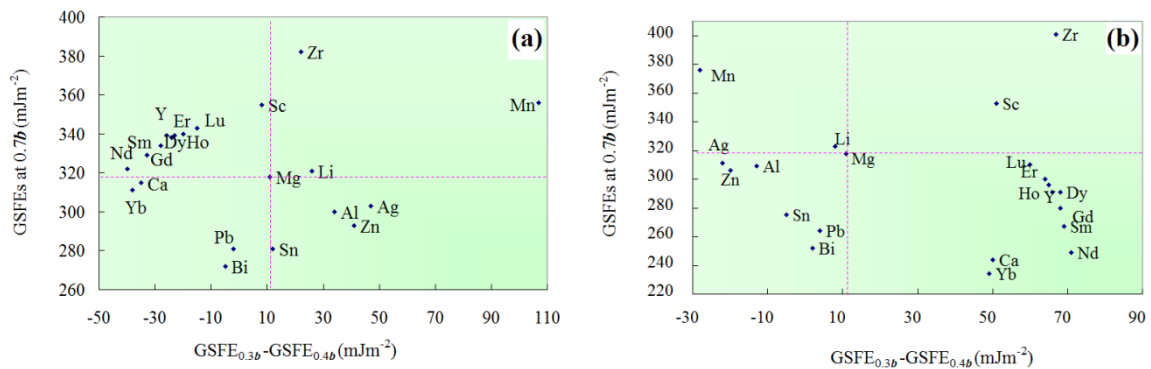 (a)
GSFEs at 0.7b (mJm-2)
400
380
360
340
320
300
280
260
-50 -30 -10 10 30 50 70 90 110
GSFE0.3b-GSFE0.4b (mJm-2)
Zr
Sc
Mn
Y Er Lu
Sm DyHo
Nd Gd
Mg Li
Ca
Yb
Al Ag
Zn
Pb Sn
Bi
(b)
GSFEs at 0.7b (mJm-2)
400
380
360
340
320
300
280
260
240
220
-30 -10 10 30 50 70 90
GSFE0.3b-GSFE0.4b (mJm-2)
Zr
Mn
Sc
Li
Ag Mg
Zn Al
Lu
Er
Ho Y Dy
Sn Gd
Pb Sm
Bi Nd
Ca
Yb